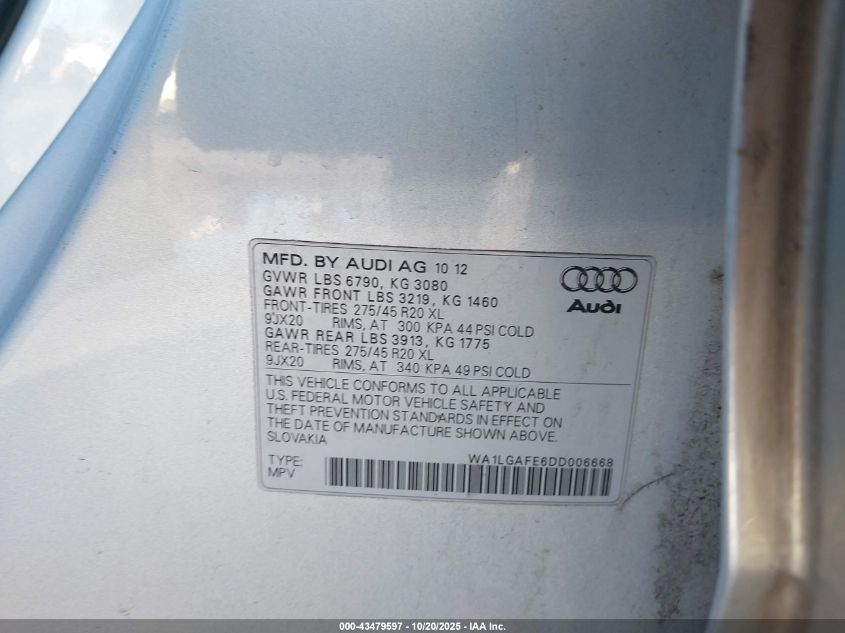 MFD. BY AUDI AG 10 12
GVWR LBS 6790, KG 3080
GAWR FRONT LBS 3219, KG 1460
FRONT-TIRES 275/45 R20 XL
9JX20 RIMS, AT 300 KPA 44 PSI COLD
GAWR REAR LBS 3913, KG 1775
REAR-TIRES 275/45 R20 XL
9JX20 RIMS, AT 340 KPA 49 PSI COLD
Audi
THIS VEHICLE CONFORMS TO ALL APPLICABLE
U.S. FEDERAL MOTOR VEHICLE SAFETY AND
THEFT PREVENTION STANDARDS IN EFFECT ON
THE DATE OF MANUFACTURE SHOWN ABOVE.
SLOVAKIA
WA1LGAFE6DD006668
TYPE:
MPV
000-43479597 - 10/20/2025 - IAA Inc.